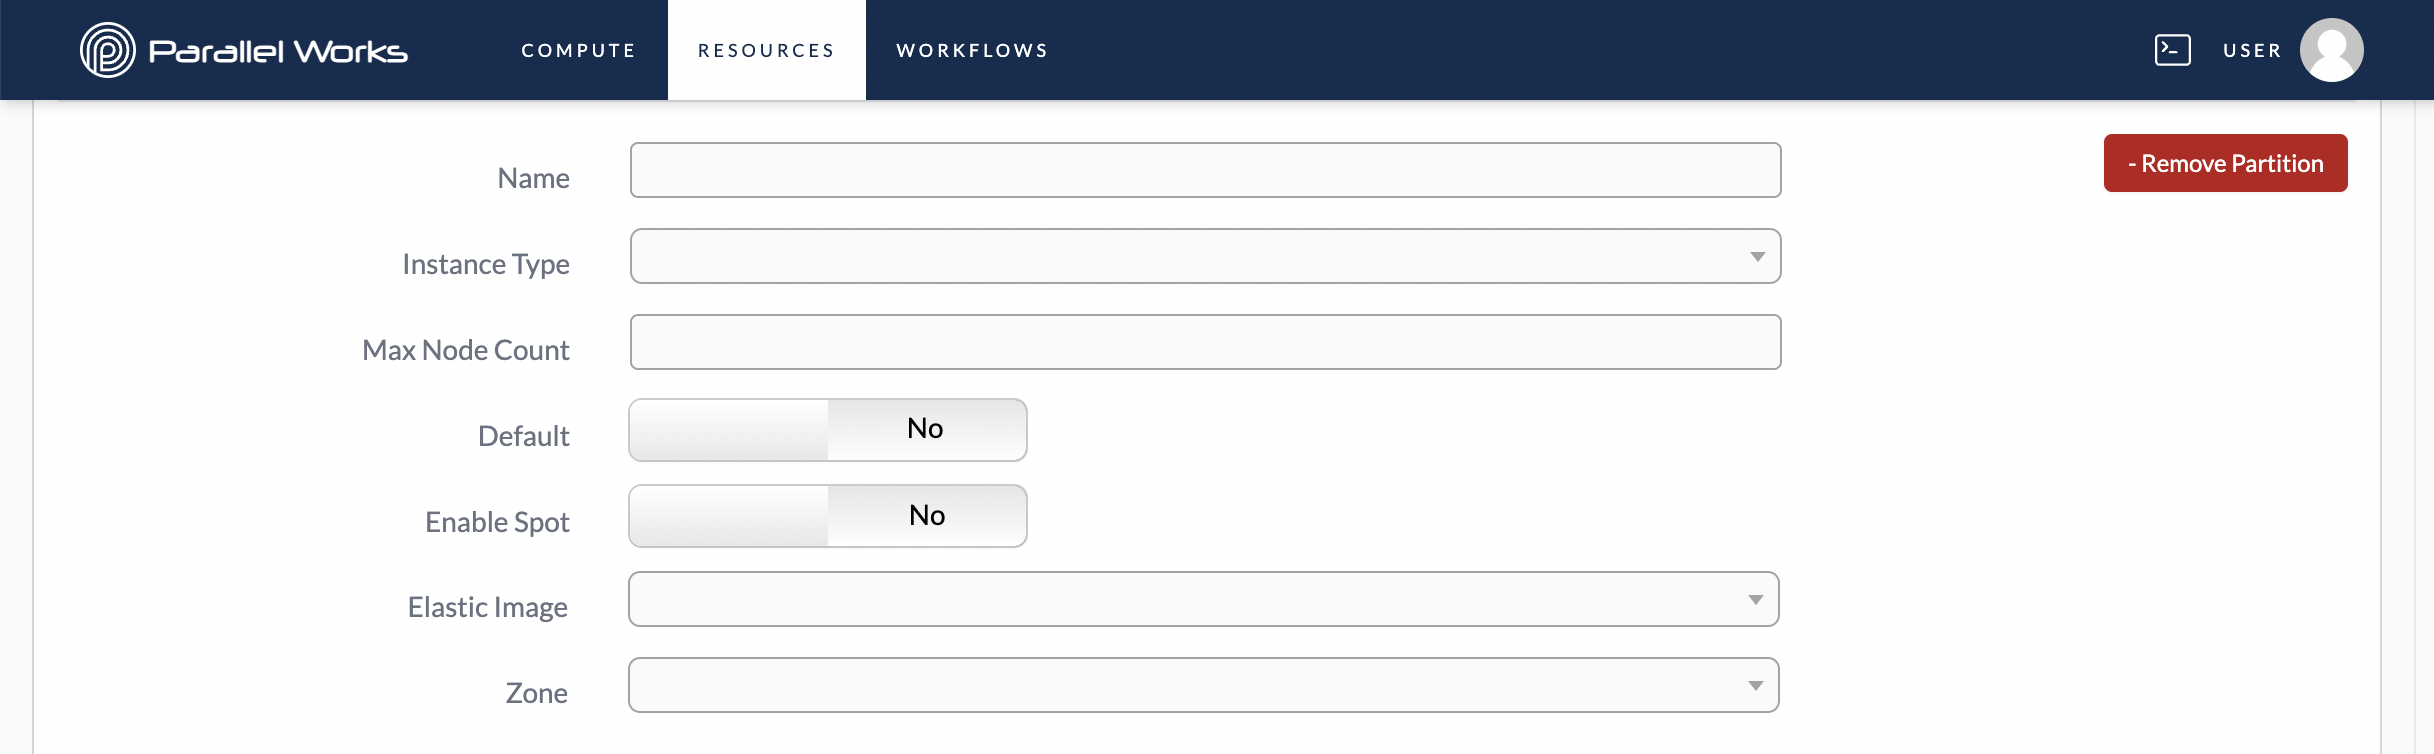 Parallel Works COMPUTE RESOURCES WORKFLOWS >_ USER
Name
- Remove Partition
Instance Type
Max Node Count
Default No
Enable Spot No
Elastic Image
Zone